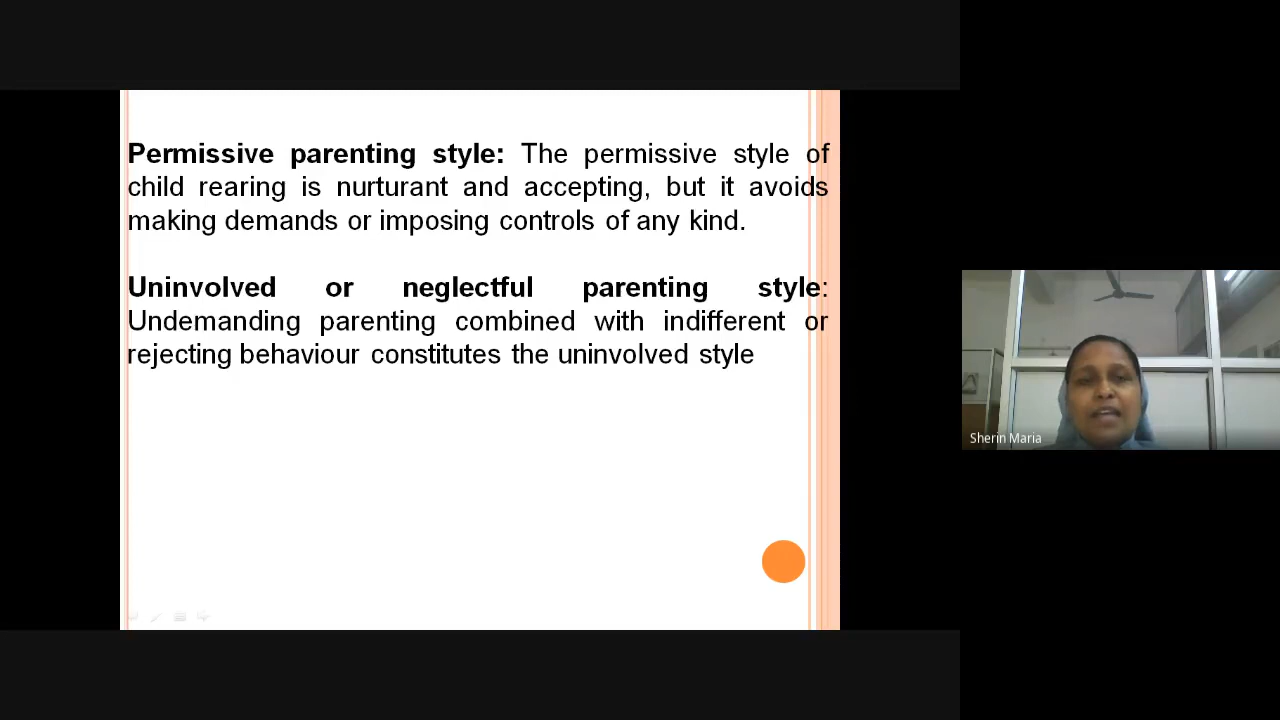 Permissive parenting style: The permissive style of
child rearing is nurturant and accepting, but it avoids
making demands or imposing controls of any kind.
Uninvolved or neglectful parenting style:
Undemanding parenting combined with indifferent or
rejecting behaviour constitutes the uninvolved style
Sherin Maria